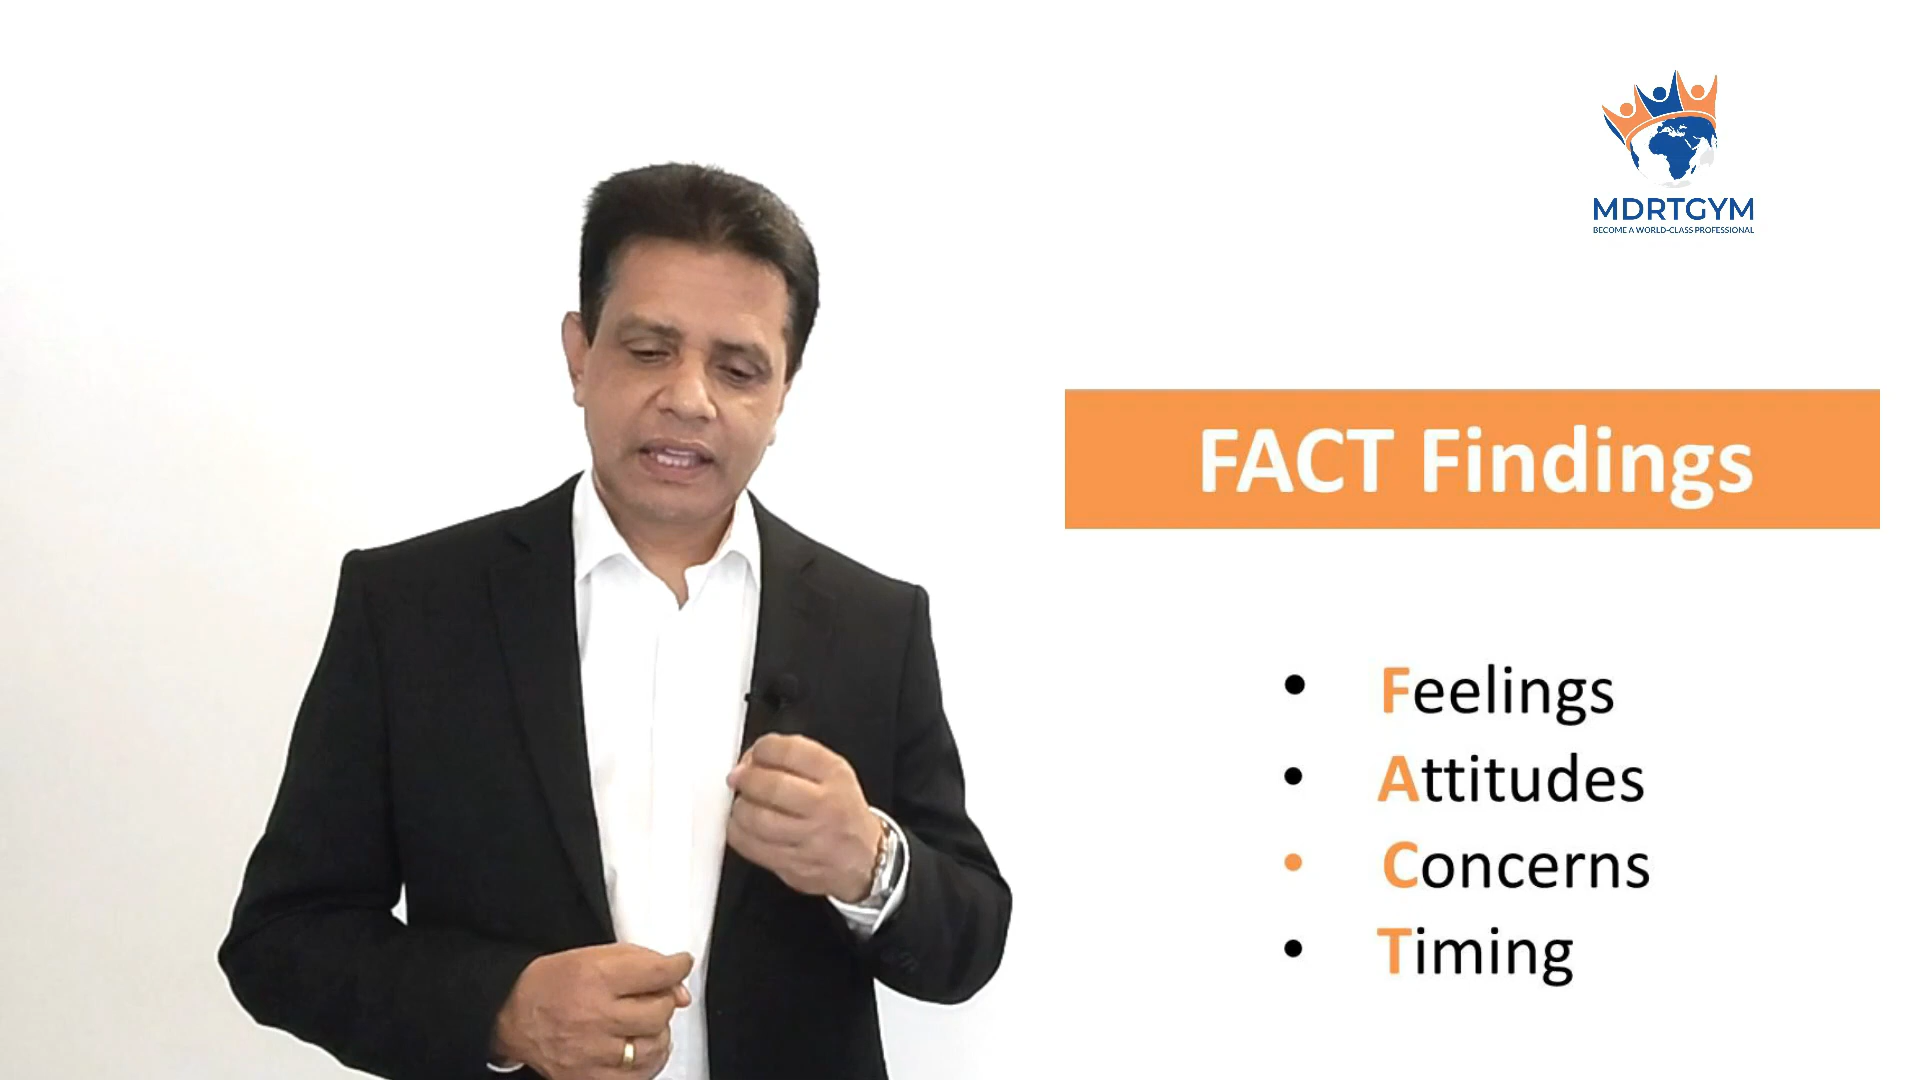 MDRTGYM
BECOME A WORLD-CLASS PROFESSIONAL
FACT Findings
• Feelings
• Attitudes
• Concerns
• Timing